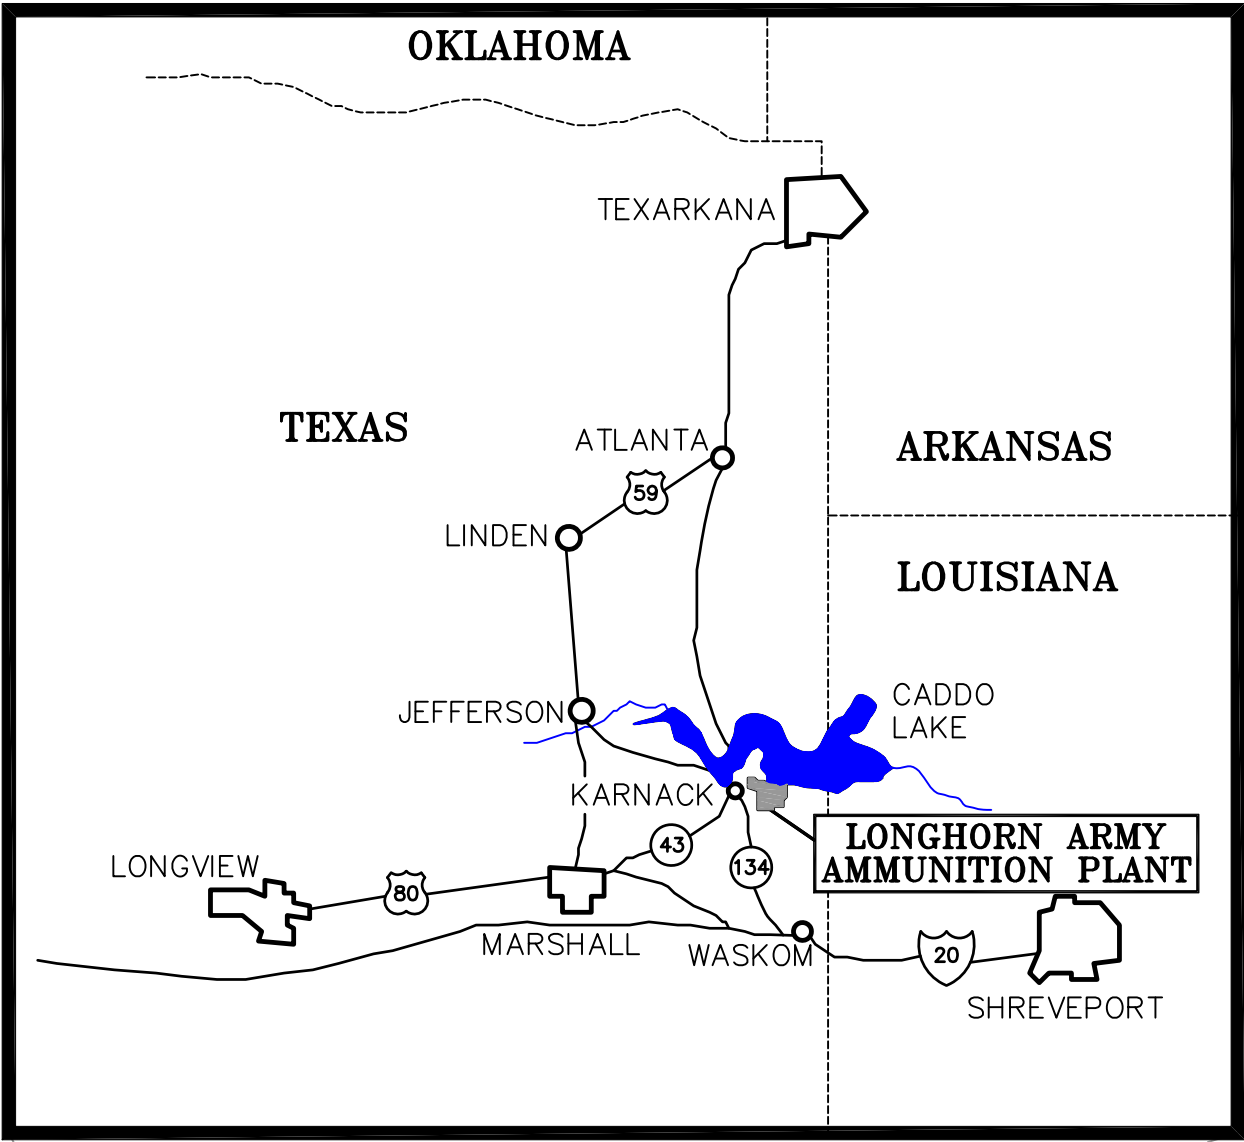 OKLAHOMA
TEXARKANA
TEXAS
ATLANTA
ARKANSAS
59
LINDEN
LOUISIANA
CADDO
LAKE
JEFFERSON
KARNACK
LONGHORN ARMY
AMMUNITION PLANT
43
134
LONGVIEW
80
MARSHALL
WASKOM
20
SHREVEPORT